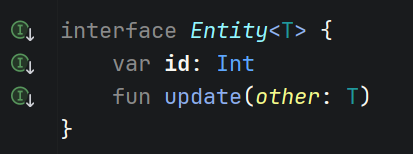 interface Entity<T> {
    var id: Int
    fun update(other: T)
}